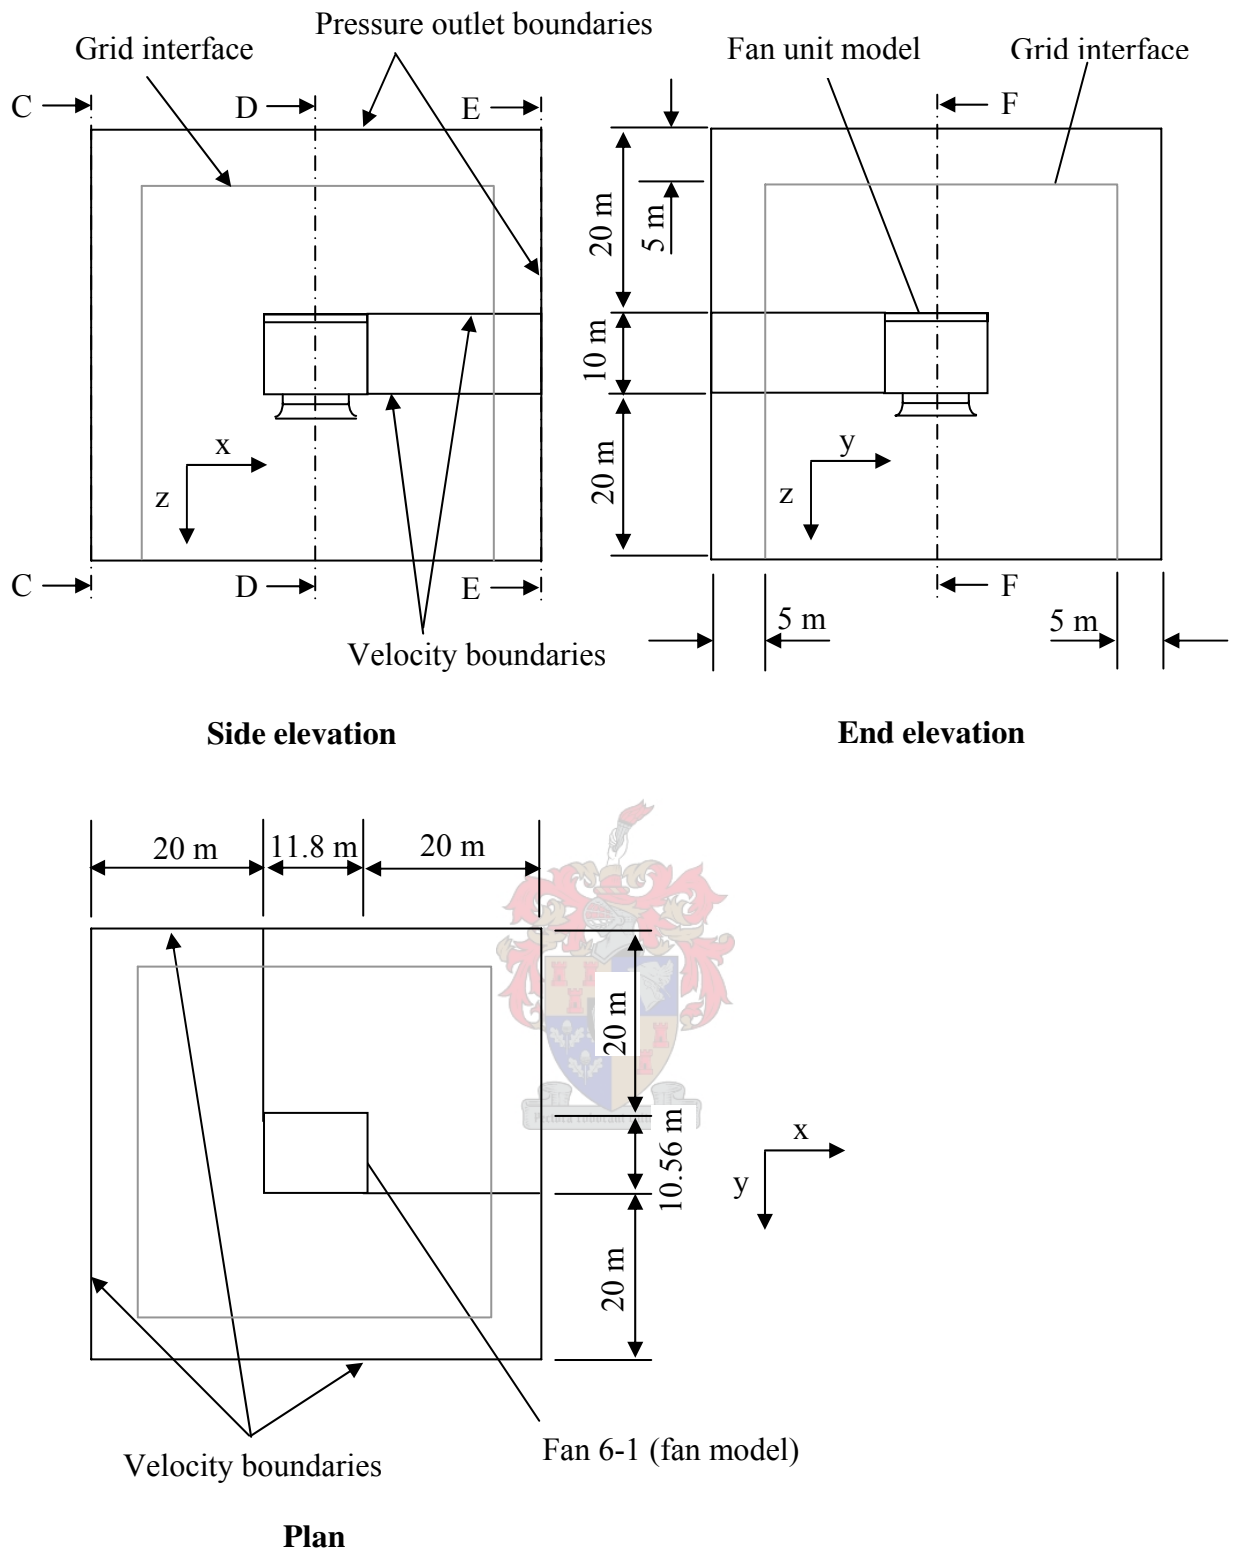 Pressure outlet boundaries
Grid interface
Fan unit model
Grid interface
C
D
E
F
20 m
5 m
10 m
20 m
x
z
y
z
C
D
E
F
5 m
5 m
Velocity boundaries
Side elevation
End elevation
20 m
11.8 m
20 m
20 m
10.56 m
20 m
x
y
Fan 6-1 (fan model)
Velocity boundaries
Plan